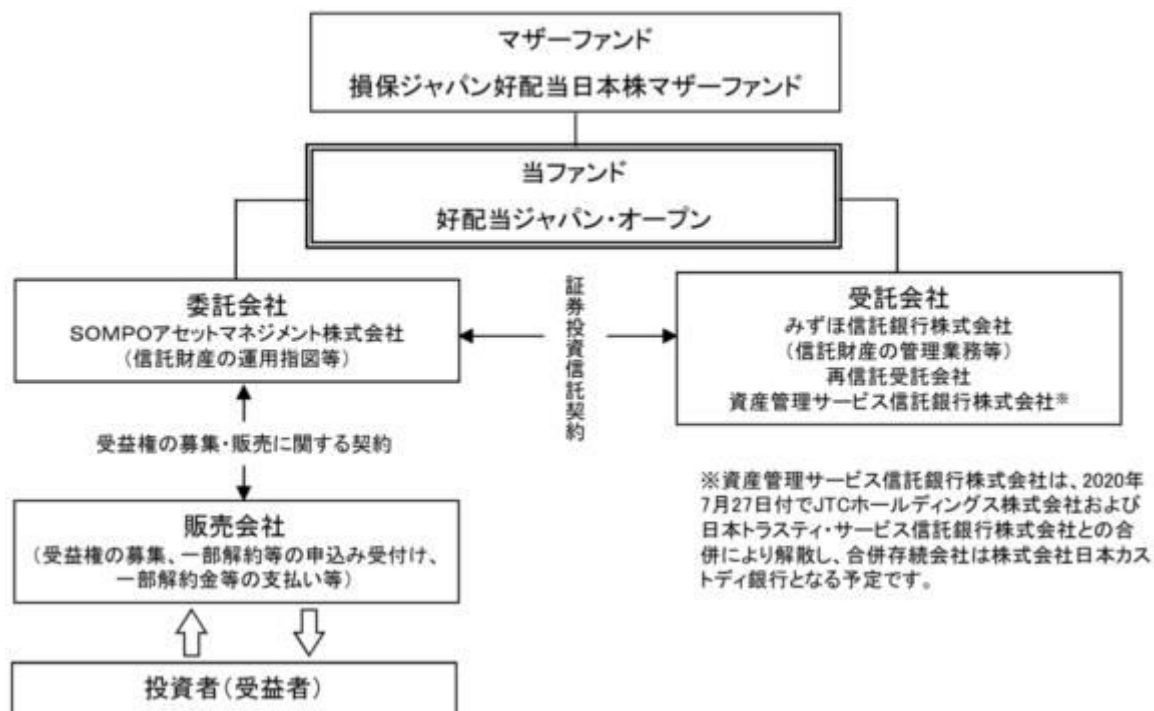 マザーファンド
損保ジャパン好配当日本株マザーファンド
当ファンド
好配当ジャパン・オープン
委託会社
SOMPOアセットマネジメント株式会社
(信託財産の運用指図等)
証券投資信託契約
受託会社
みずほ信託銀行株式会社
(信託財産の管理業務等)
再信託受託会社
資産管理サービス信託銀行株式会社※
受益権の募集・販売に関する契約
販売会社
(受益権の募集、一部解約等の申込み受付け、
一部解約金等の支払い等)
※資産管理サービス信託銀行株式会社は、2020年
7月27日付でJTCホールディングス株式会社および
日本トラスティ・サービス信託銀行株式会社との合
併により解散し、合併存続会社は株式会社日本カス
トディ銀行となる予定です。
投資者(受益者)